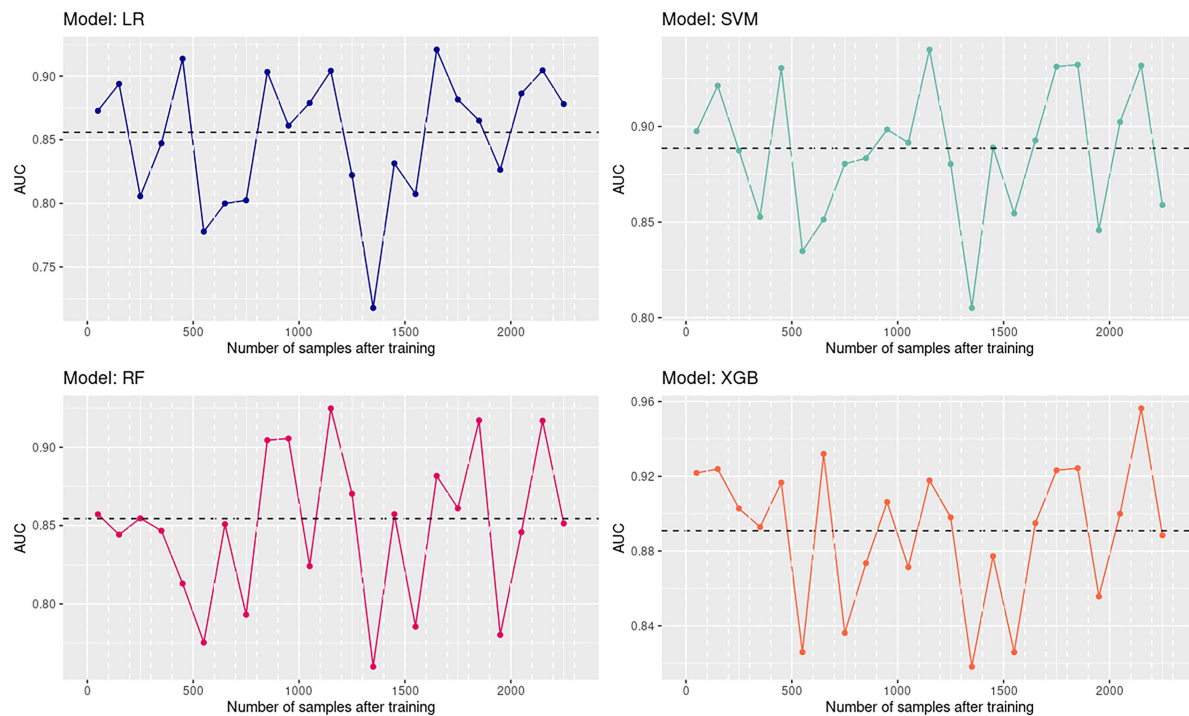 Model: LR
AUC
0.90
0.85
0.80
0.75
0 500 1000 1500 2000
Number of samples after training
Model: SVM
AUC
0.90
0.85
0.80
0 500 1000 1500 2000
Number of samples after training
Model: RF
AUC
0.90
0.85
0.80
0 500 1000 1500 2000
Number of samples after training
Model: XGB
AUC
0.96
0.92
0.88
0.84
0 500 1000 1500 2000
Number of samples after training